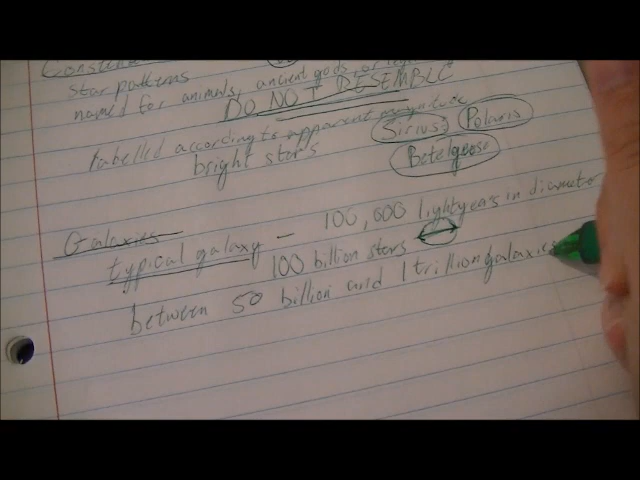 star patterns
named for animals, ancient gods, or
DO NOT RESEMBLE
labelled according to apparent magnitude
bright stars
Sirius
Polaris
Betelgeose
Galaxies
typical galaxy - 100,000 lightyears in diameter
100 billion stars
between 50 billion and 1 trillion galaxies